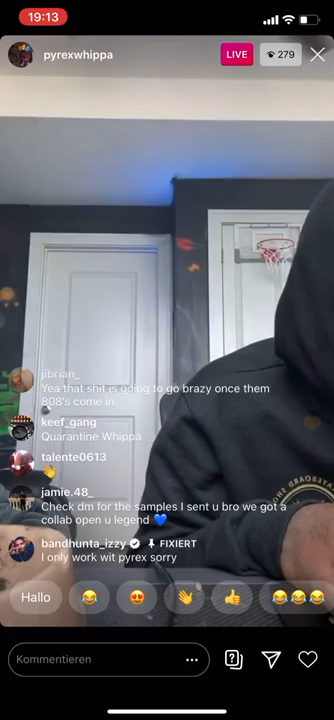 19:13
pyrexwhippa
LIVE
279
jibrian_
Yea that shit is going to go brazy once them
808's come in
keef_gang
Quarantine Whippa
talente0613
👋
jamie.48_
Check dm for the samples I sent u bro we got a
collab open u legend 💙
bandhunta_izzy FIXIERT
I only work wit pyrex sorry
Hallo 😂 😍 👋 👍 😂😂😂
Kommentieren